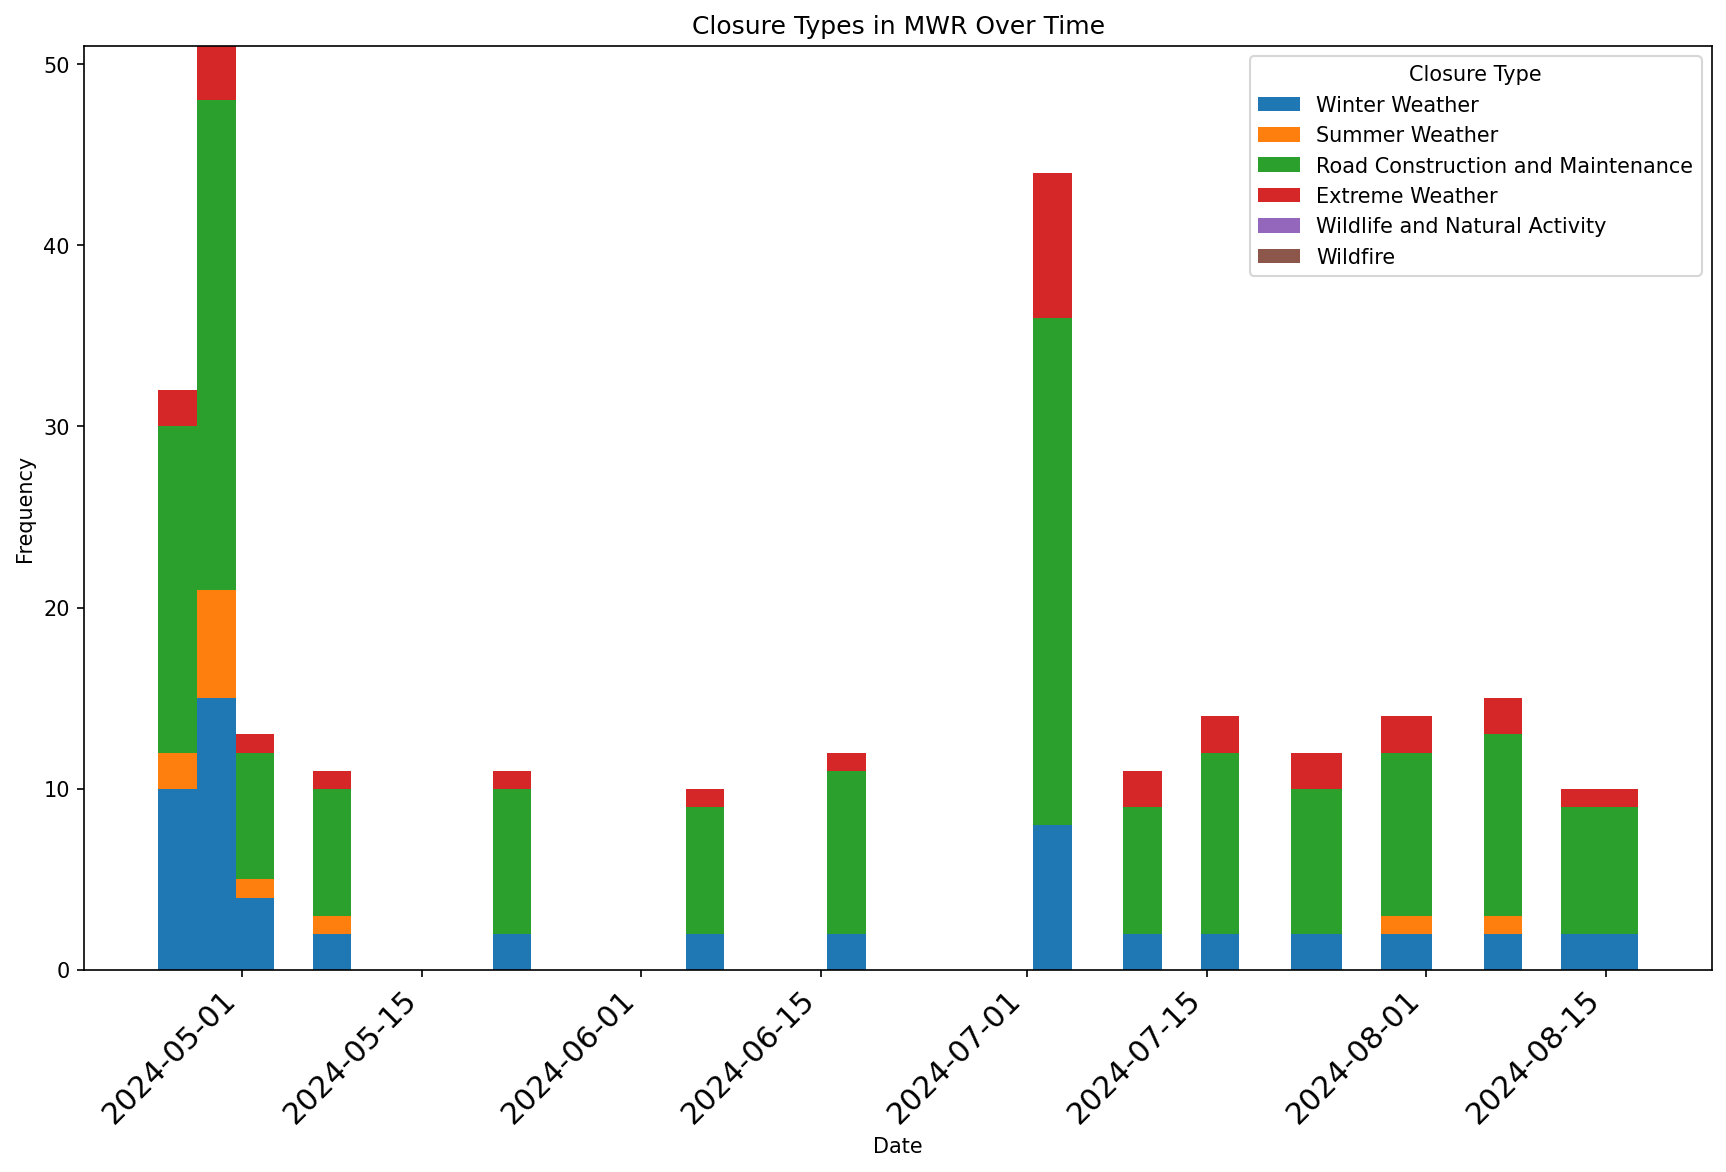 Closure Types in MWR Over Time
Closure Type
Winter Weather
Summer Weather
Road Construction and Maintenance
Extreme Weather
Wildlife and Natural Activity
Wildfire
Frequency
50
40
30
20
10
0
2024-05-01
2024-05-15
2024-06-01
2024-06-15
2024-07-01
2024-07-15
2024-08-01
2024-08-15
Date